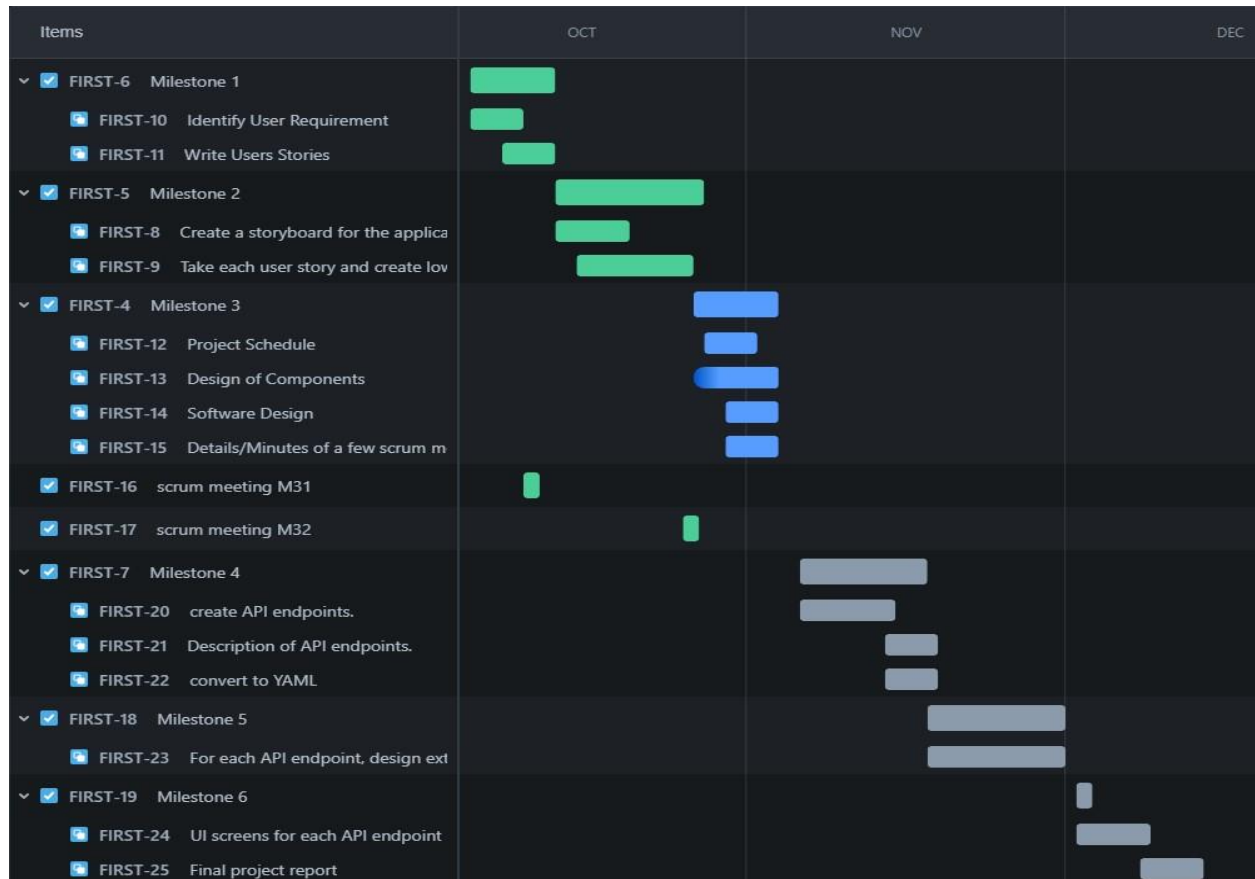 Items OCT NOV DEC
FIRST-6 Milestone 1
FIRST-10 Identify User Requirement
FIRST-11 Write Users Stories
FIRST-5 Milestone 2
FIRST-8 Create a storyboard for the applica
FIRST-9 Take each user story and create lov
FIRST-4 Milestone 3
FIRST-12 Project Schedule
FIRST-13 Design of Components
FIRST-14 Software Design
FIRST-15 Details/Minutes of a few scrum m
FIRST-16 scrum meeting M31
FIRST-17 scrum meeting M32
FIRST-7 Milestone 4
FIRST-20 create API endpoints.
FIRST-21 Description of API endpoints.
FIRST-22 convert to YAML
FIRST-18 Milestone 5
FIRST-23 For each API endpoint, design ext
FIRST-19 Milestone 6
FIRST-24 UI screens for each API endpoint
FIRST-25 Final project report